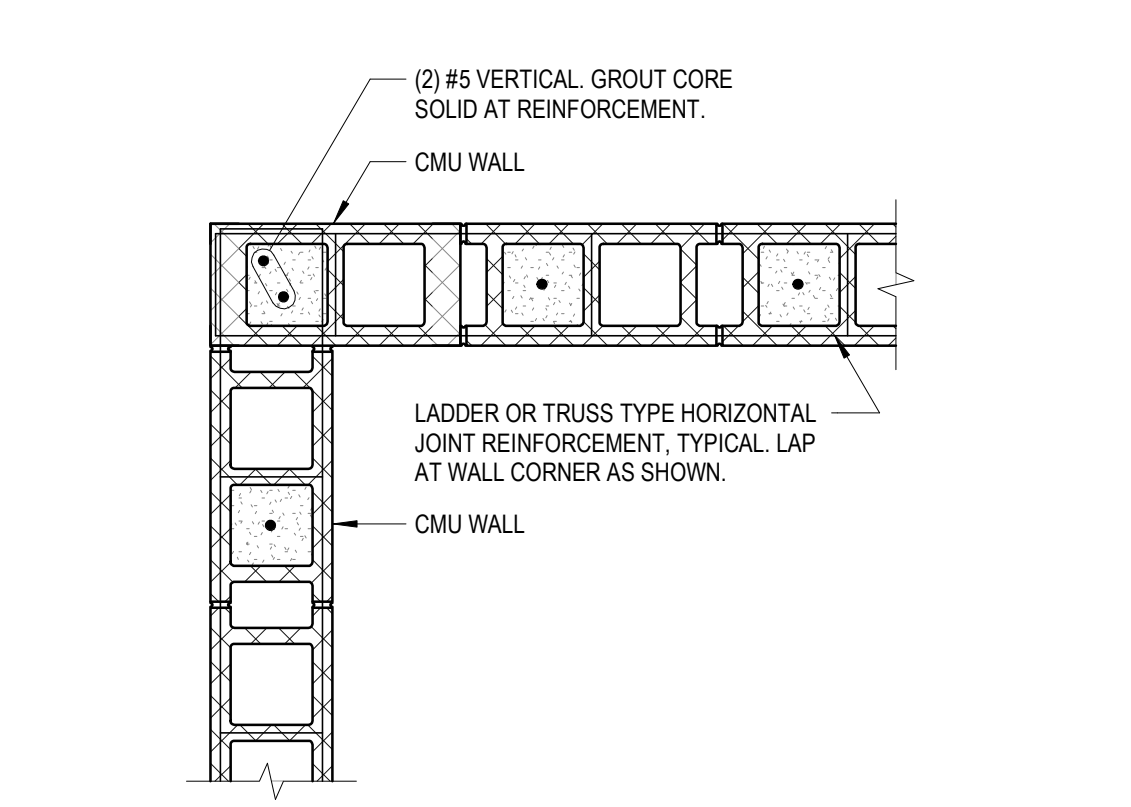 (2) #5 VERTICAL. GROUT CORE
SOLID AT REINFORCEMENT.
CMU WALL
LADDER OR TRUSS TYPE HORIZONTAL
JOINT REINFORCEMENT, TYPICAL. LAP
AT WALL CORNER AS SHOWN.
CMU WALL